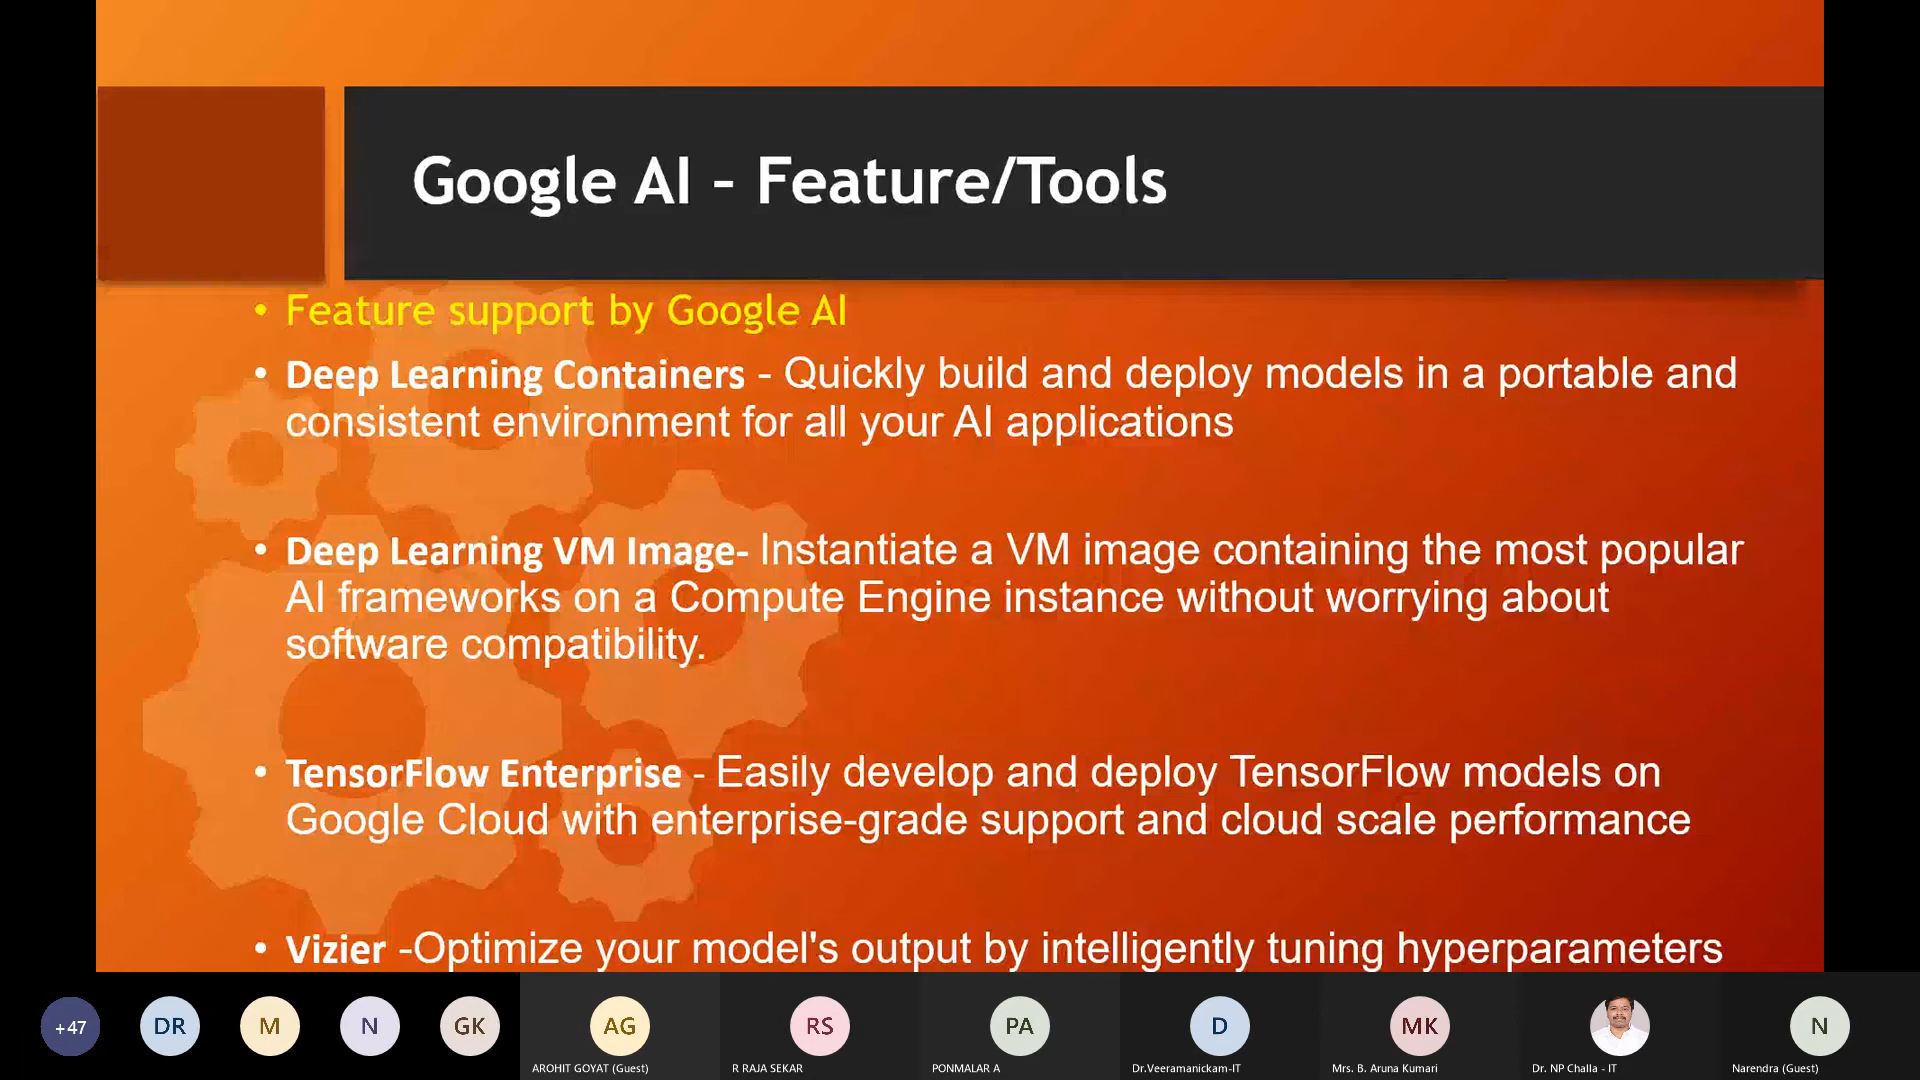 Google AI – Feature/Tools
• Feature support by Google AI
• Deep Learning Containers - Quickly build and deploy models in a portable and
consistent environment for all your AI applications
• Deep Learning VM Image- Instantiate a VM image containing the most popular
AI frameworks on a Compute Engine instance without worrying about
software compatibility.
• TensorFlow Enterprise - Easily develop and deploy TensorFlow models on
Google Cloud with enterprise-grade support and cloud scale performance
• Vizier -Optimize your model's output by intelligently tuning hyperparameters
+47 DR M N GK AG RS PA D MK N
AROHIT GOYAT (Guest) R RAJA SEKAR PONMALAR A Dr.Veeramanickam-IT Mrs. B. Aruna Kumari Dr. NP Challa - IT Narendra (Guest)